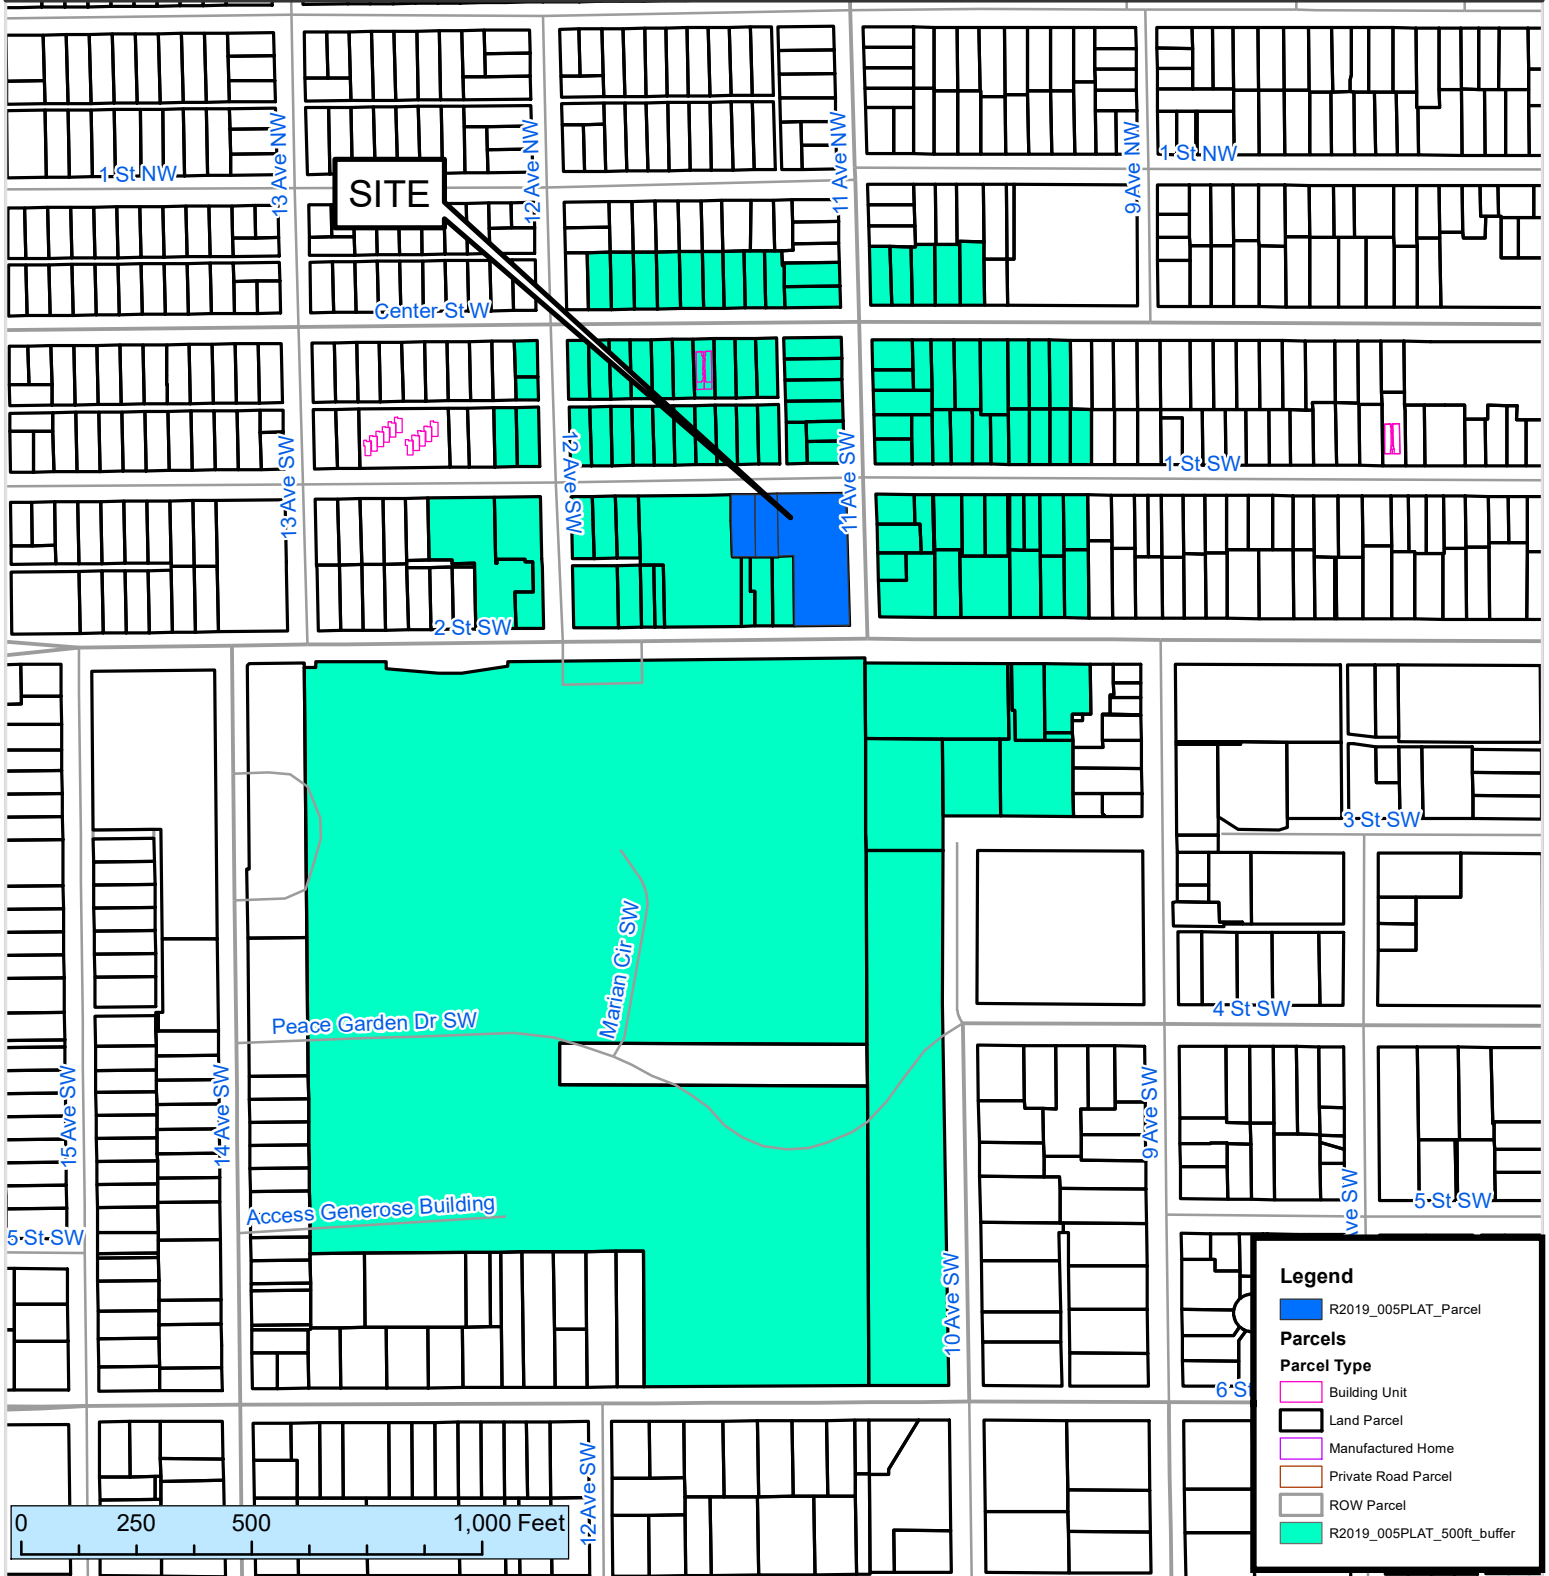 1 St NW
13 Ave NW
12 Ave NW
11 Ave NW
9 Ave NW
1 St NW
SITE
Center St W
13 Ave SW
12 Ave SW
11 Ave SW
1 St SW
2 St SW
3 St SW
4 St SW
Marian Cir SW
Peace Garden Dr SW
15 Ave SW
14 Ave SW
9 Ave SW
Ave SW
5 St SW
Access Generose Building
5 St SW
10 Ave SW
6 St
12 Ave SW
0 250 500 1,000 Feet
Legend
R2019_005PLAT_Parcel
Parcels
Parcel Type
Building Unit
Land Parcel
Manufactured Home
Private Road Parcel
ROW Parcel
R2019_005PLAT_500ft_buffer